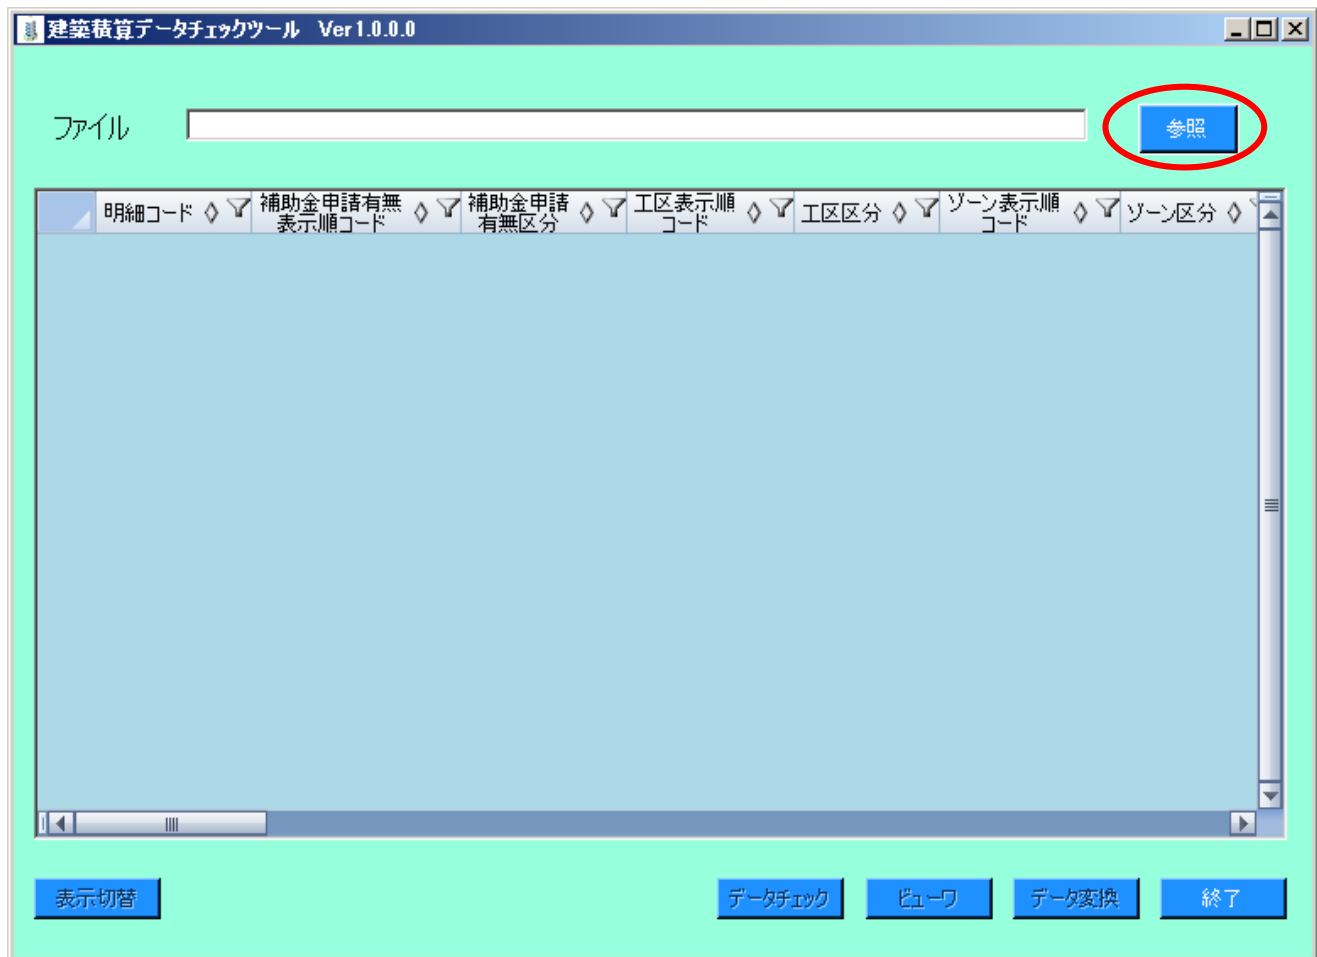 建築積算データチェックツール Ver1.0.0.0
ファイル
参照
明細コード
補助金申請有無
表示順コード
補助金申請
有無区分
工区表示順
コード
工区区分
ゾーン表示順
コード
ゾーン区分
表示切替
データチェック
ビューワ
データ変換
終了